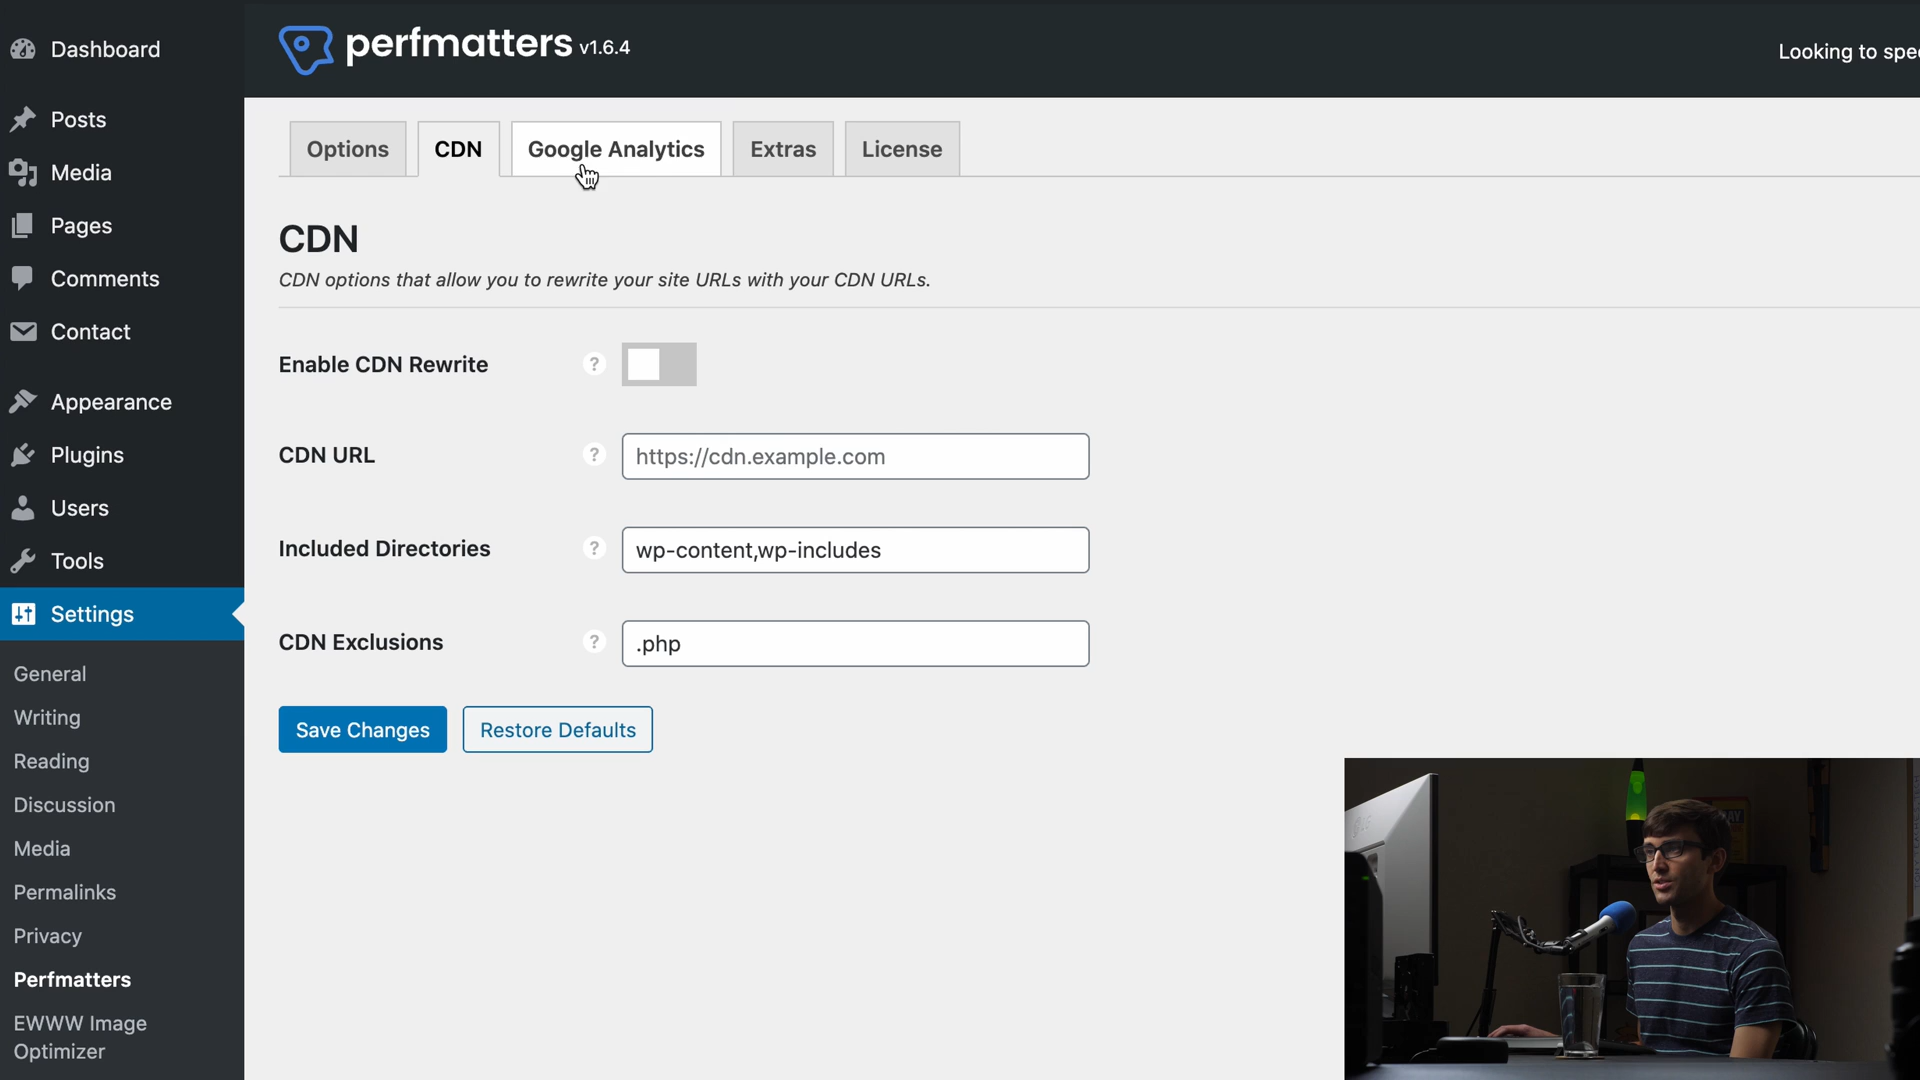 Dashboard
Posts
Media
Pages
Comments
Contact
Appearance
Plugins
Users
Tools
Settings
General
Writing
Reading
Discussion
Media
Permalinks
Privacy
Perfmatters
EWWW Image
Optimizer
perfmatters v1.6.4
Looking to spe
Options
CDN
Google Analytics
Extras
License
CDN
CDN options that allow you to rewrite your site URLs with your CDN URLs.
Enable CDN Rewrite ?
CDN URL ? https://cdn.example.com
Included Directories ? wp-content,wp-includes
CDN Exclusions ? .php
Save Changes
Restore Defaults